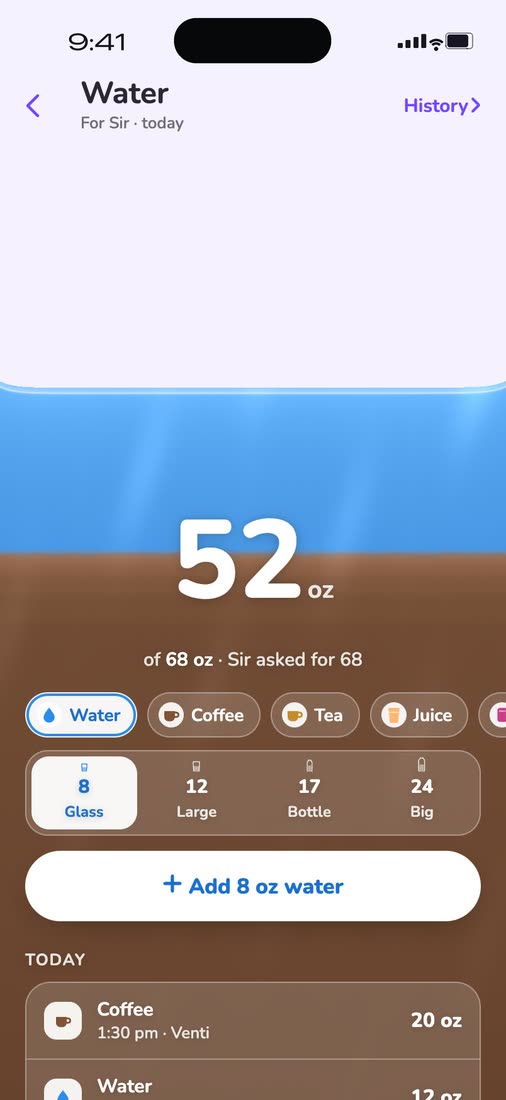 9:41
Water
For Sir · today
History
52 oz
of 68 oz · Sir asked for 68
Water
Coffee
Tea
Juice
8
Glass
12
Large
17
Bottle
24
Big
+ Add 8 oz water
TODAY
Coffee
1:30 pm · Venti
20 oz
Water
12 oz